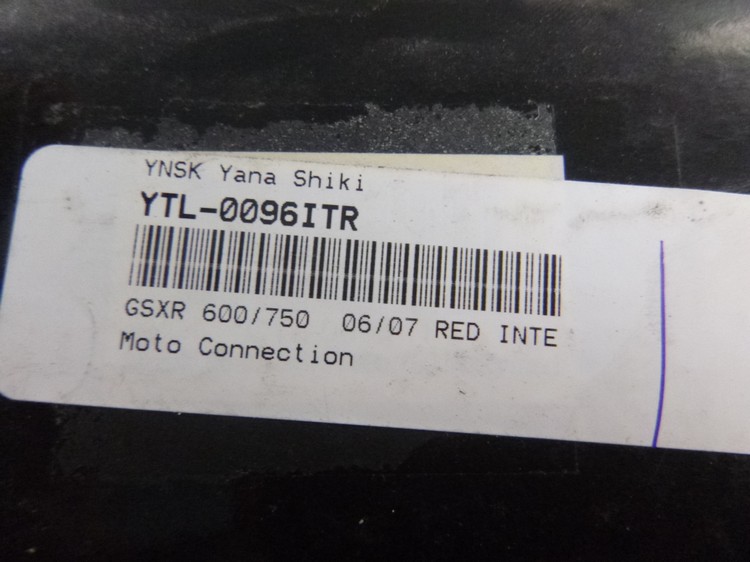 YNSK Yana Shiki
YTL-0096ITR
GSXR 600/750 06/07 RED INTE
Moto Connection